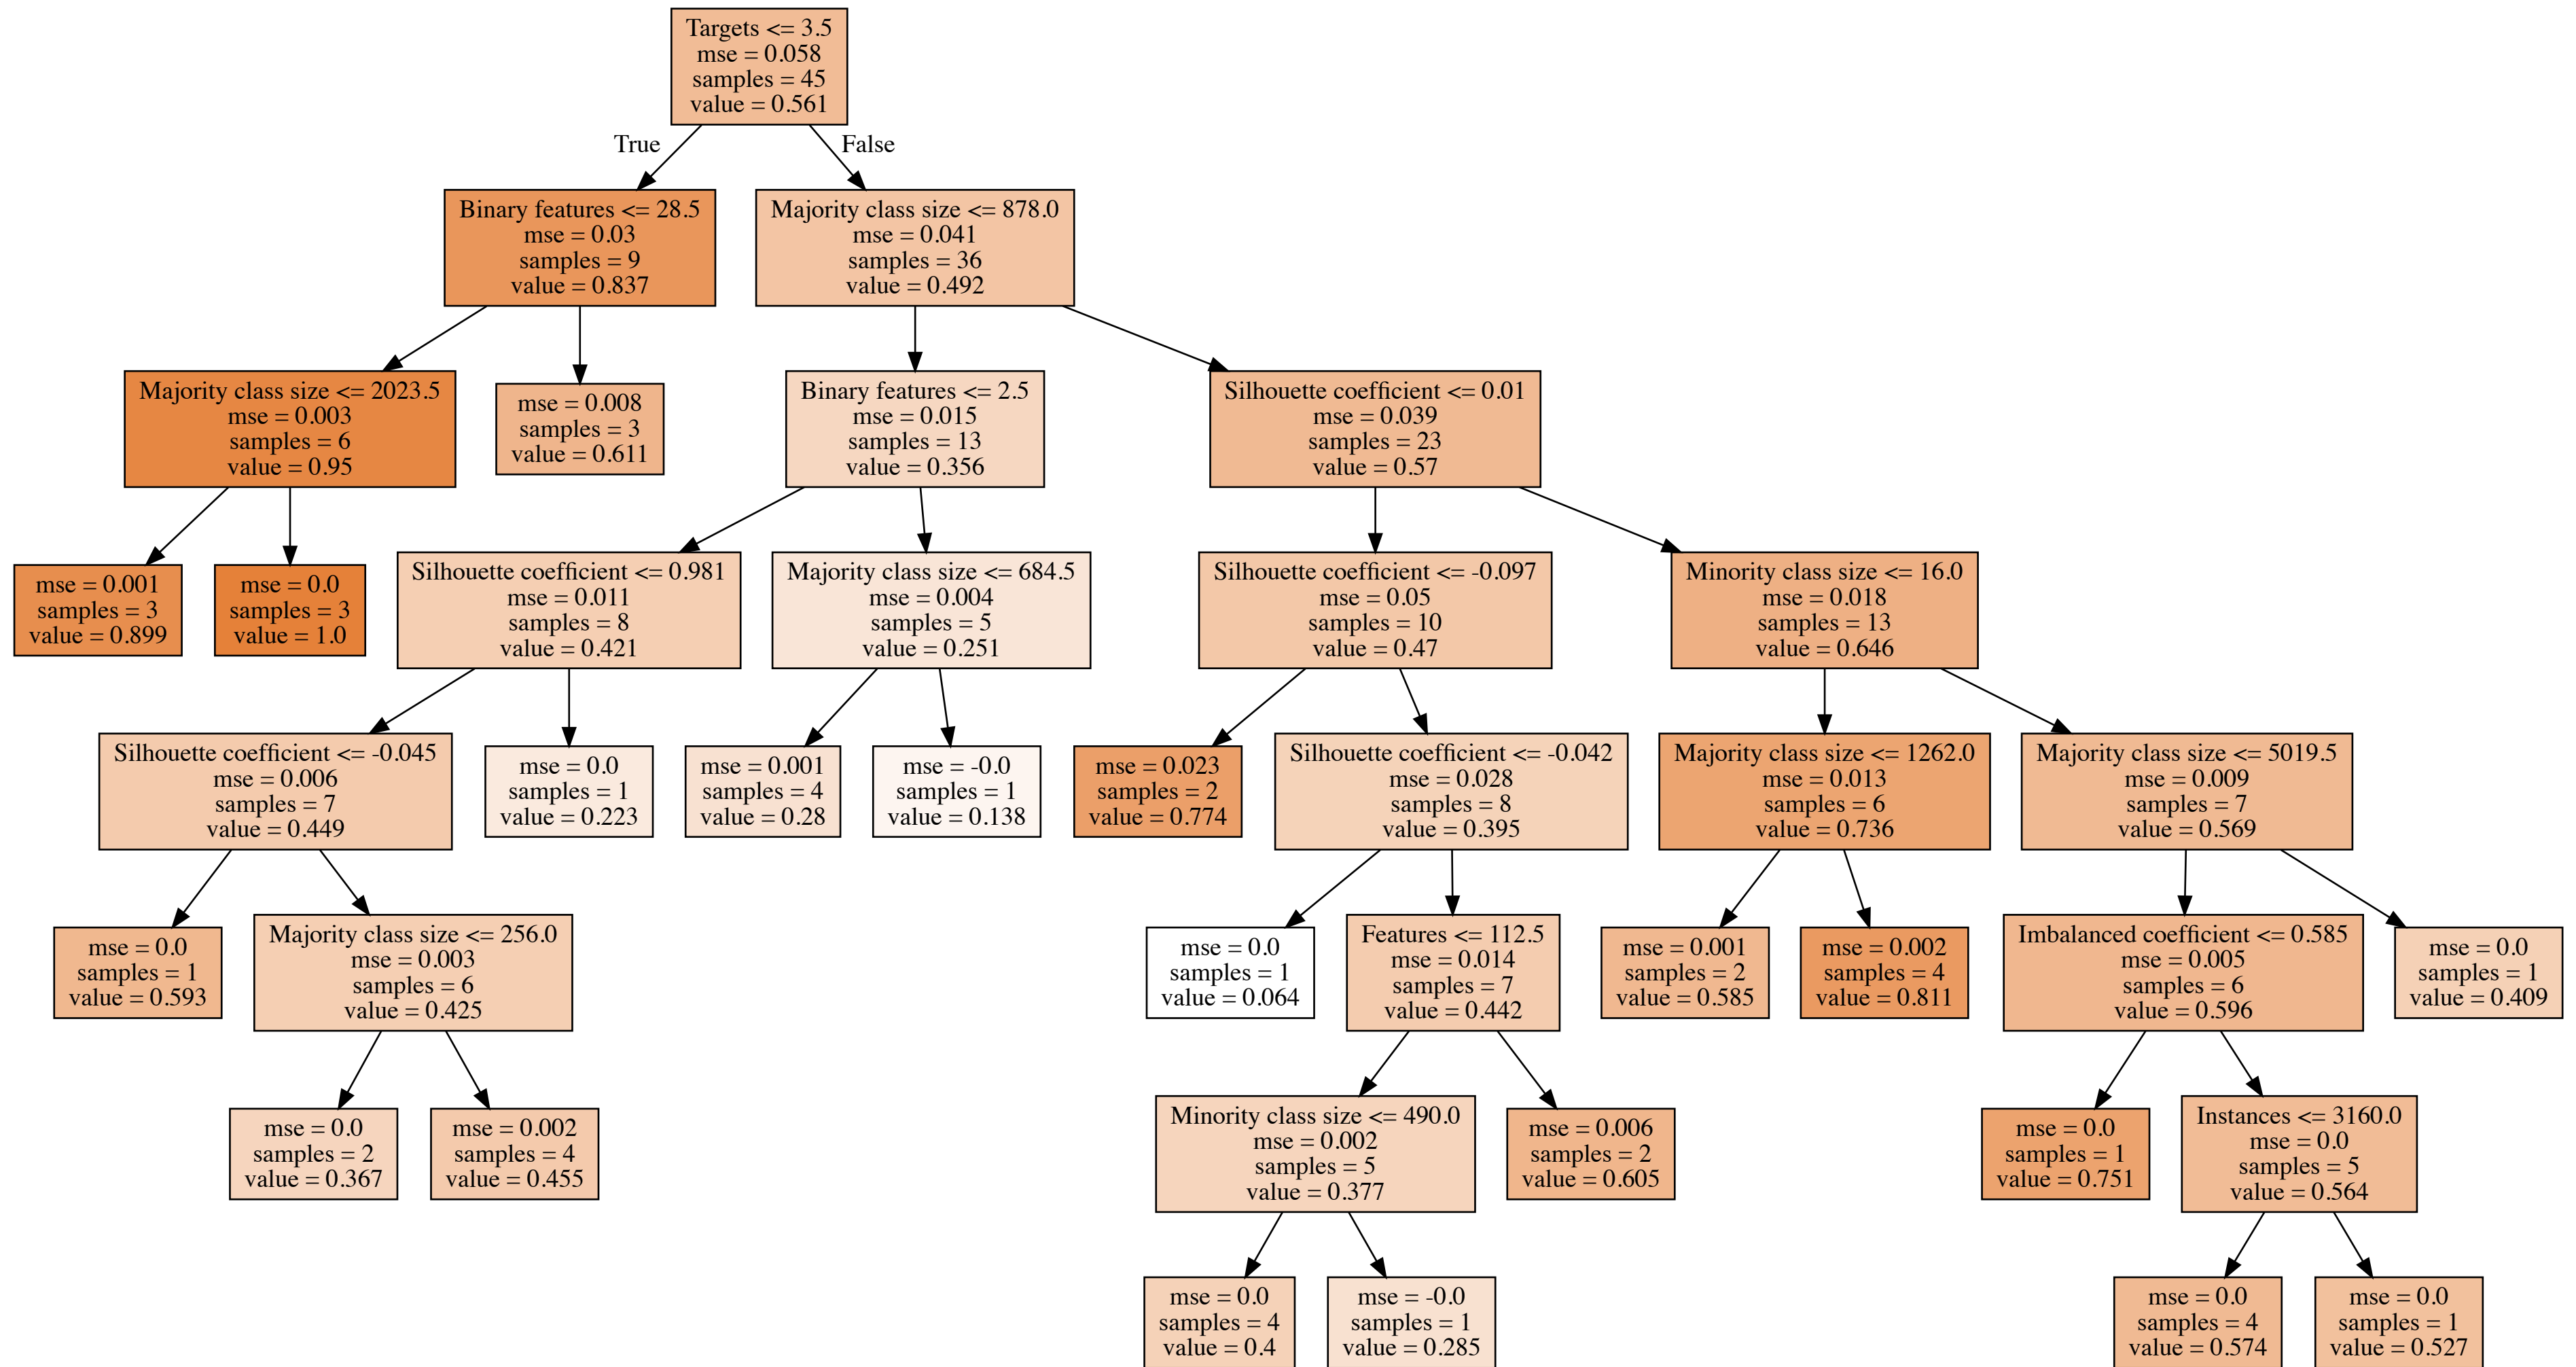 Targets <= 3.5
mse = 0.058
samples = 45
value = 0.561
True
False
Binary features <= 28.5
mse = 0.03
samples = 9
value = 0.837
Majority class size <= 878.0
mse = 0.041
samples = 36
value = 0.492
Majority class size <= 2023.5
mse = 0.003
samples = 6
value = 0.95
mse = 0.008
samples = 3
value = 0.611
Binary features <= 2.5
mse = 0.015
samples = 13
value = 0.356
Silhouette coefficient <= 0.01
mse = 0.039
samples = 23
value = 0.57
mse = 0.001
samples = 3
value = 0.899
mse = 0.0
samples = 3
value = 1.0
Silhouette coefficient <= 0.981
mse = 0.011
samples = 8
value = 0.421
Majority class size <= 684.5
mse = 0.004
samples = 5
value = 0.251
Silhouette coefficient <= -0.097
mse = 0.05
samples = 10
value = 0.47
Minority class size <= 16.0
mse = 0.018
samples = 13
value = 0.646
Silhouette coefficient <= -0.045
mse = 0.006
samples = 7
value = 0.449
mse = 0.0
samples = 1
value = 0.223
mse = 0.001
samples = 4
value = 0.28
mse = -0.0
samples = 1
value = 0.138
mse = 0.023
samples = 2
value = 0.774
Silhouette coefficient <= -0.042
mse = 0.028
samples = 8
value = 0.395
Majority class size <= 1262.0
mse = 0.013
samples = 6
value = 0.736
Majority class size <= 5019.5
mse = 0.009
samples = 7
value = 0.569
mse = 0.0
samples = 1
value = 0.593
Majority class size <= 256.0
mse = 0.003
samples = 6
value = 0.425
mse = 0.0
samples = 1
value = 0.064
Features <= 112.5
mse = 0.014
samples = 7
value = 0.442
mse = 0.001
samples = 2
value = 0.585
mse = 0.002
samples = 4
value = 0.811
Imbalanced coefficient <= 0.585
mse = 0.005
samples = 6
value = 0.596
mse = 0.0
samples = 1
value = 0.409
mse = 0.0
samples = 2
value = 0.367
mse = 0.002
samples = 4
value = 0.455
Minority class size <= 490.0
mse = 0.002
samples = 5
value = 0.377
mse = 0.006
samples = 2
value = 0.605
mse = 0.0
samples = 1
value = 0.751
Instances <= 3160.0
mse = 0.0
samples = 5
value = 0.564
mse = 0.0
samples = 4
value = 0.4
mse = -0.0
samples = 1
value = 0.285
mse = 0.0
samples = 4
value = 0.574
mse = 0.0
samples = 1
value = 0.527